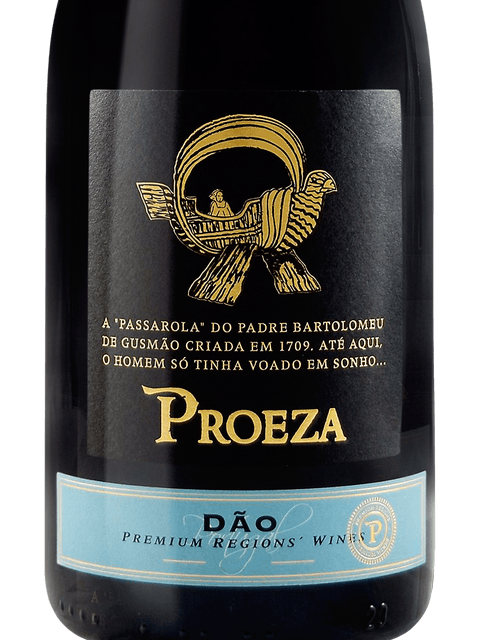 A "PASSAROLA" DO PADRE BARTOLOMEU
DE GUSMÃO CRIADA EM 1709. ATÉ AQUI,
O HOMEM SÓ TINHA VOADO EM SONHO...
PROEZA
DÃO
PREMIUM REGIONS´ WINES
P